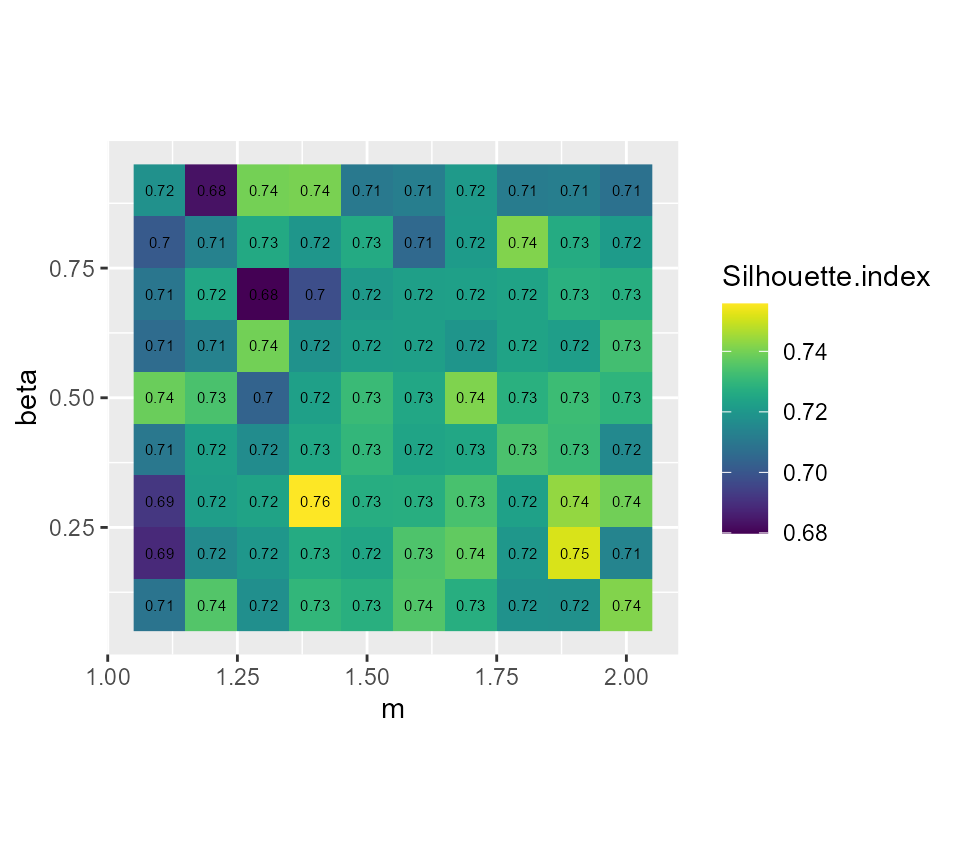 0.72 0.68 0.74 0.74 0.71 0.71 0.72 0.71 0.71 0.71
0.7 0.71 0.73 0.72 0.73 0.71 0.72 0.74 0.73 0.72
0.75
Silhouette.index
0.71 0.72 0.68 0.7 0.72 0.72 0.72 0.72 0.73 0.73
0.71 0.71 0.74 0.72 0.72 0.72 0.72 0.72 0.72 0.73
0.74
beta
0.50
0.74 0.73 0.7 0.72 0.73 0.73 0.74 0.73 0.73 0.73
0.72
0.71 0.72 0.72 0.73 0.73 0.72 0.73 0.73 0.73 0.72
0.70
0.69 0.72 0.72 0.76 0.73 0.73 0.73 0.72 0.74 0.74
0.25
0.68
0.69 0.72 0.72 0.73 0.72 0.73 0.74 0.72 0.75 0.71
0.71 0.74 0.72 0.73 0.73 0.74 0.73 0.72 0.72 0.74
1.00 1.25 1.50 1.75 2.00
m